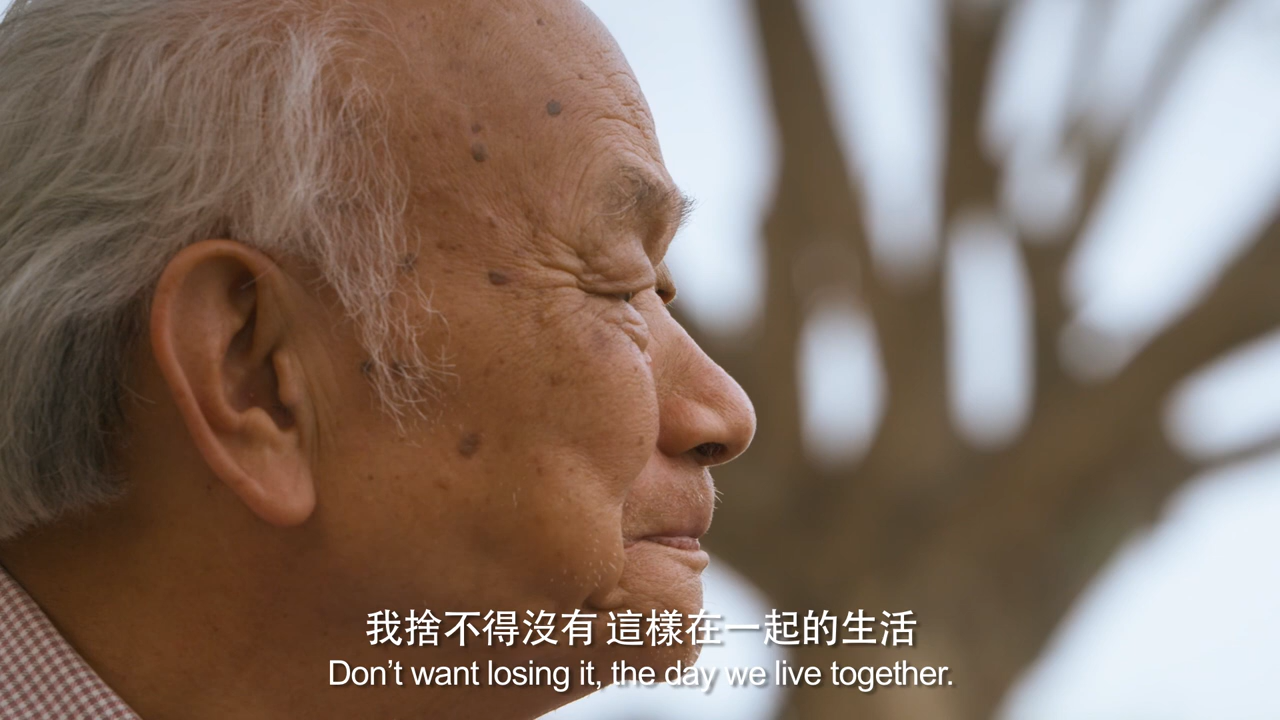 我捨不得沒有 這樣在一起的生活
Don't want losing it, the day we live together.